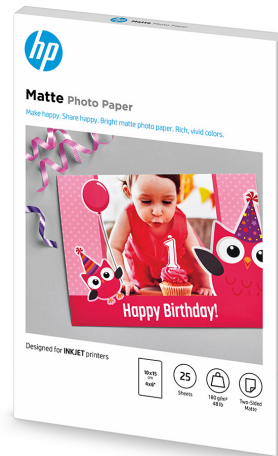 hp
Matte Photo Paper
Make happy. Share happy. Bright matte photo paper. Rich, vivid colors.
1
Happy Birthday!
Designed for INKJET printers
10x15
cm
4x6"
25
Sheets
180 g/m²
48 lb
Two-Sided
Matte